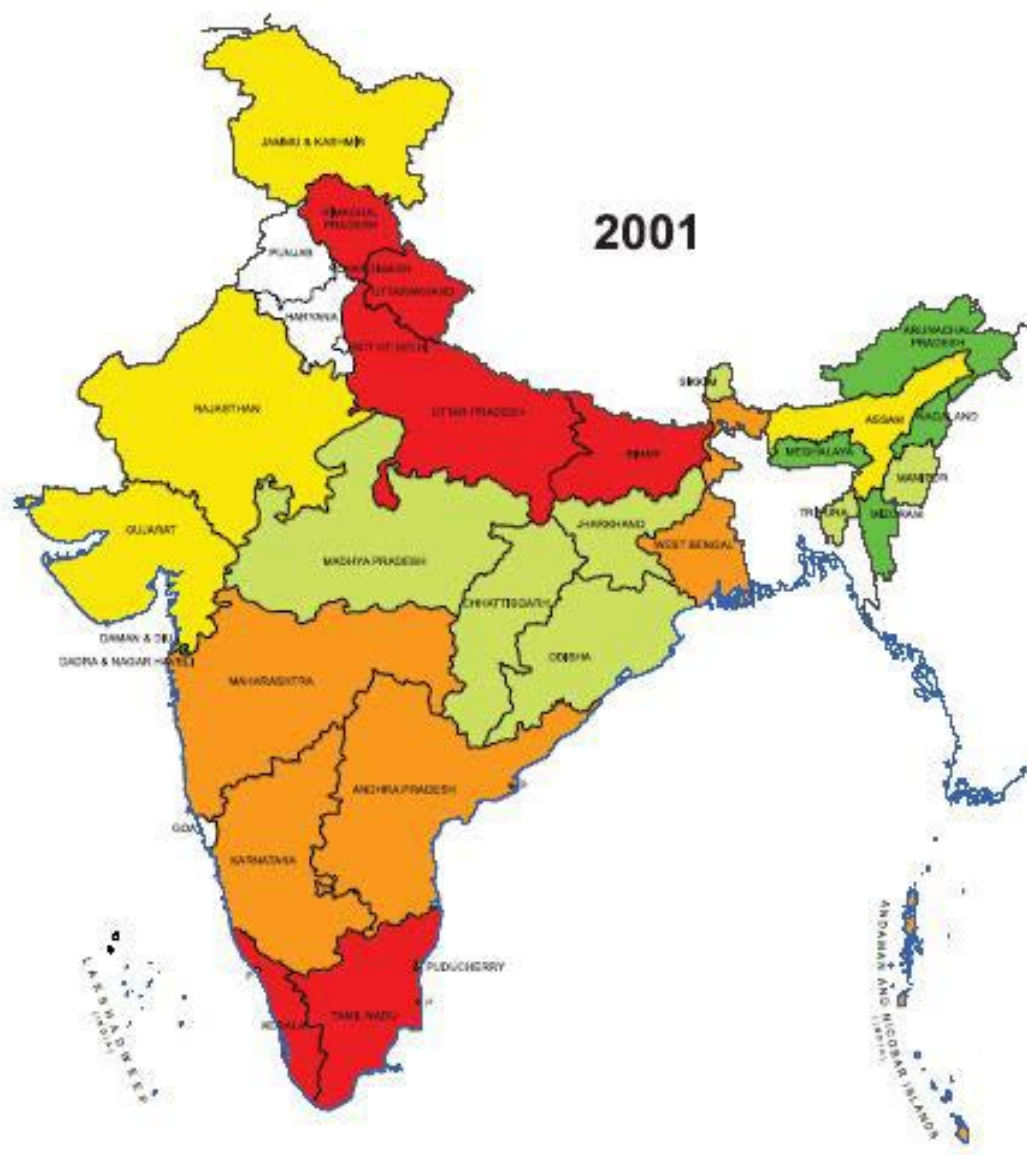 JAMMU & KASHMIR
HIMACHAL
PRADESH
2001
PUNJAB
UTTARAKHAND
HARYANA
NCT OF DELHI
ARUNACHAL
PRADESH
SIKKIM
RAJASTHAN
UTTAR PRADESH
ASSAM
NAGALAND
BIHAR
MEGHALAYA
MANIPUR
TRIPURA
MIZORAM
GUJARAT
JHARKHAND
WEST BENGAL
MADHYA PRADESH
CHHATTISGARH
DAMAN & DIU
DADRA & NAGAR HAVELI
ODISHA
MAHARASHTRA
ANDHRA PRADESH
GOA
KARNATAKA
PUDUCHERRY
LAKSHADWEEP
(INDIA)
KERALA
TAMIL NADU
ANDAMAN AND NICOBAR ISLANDS
(INDIA)